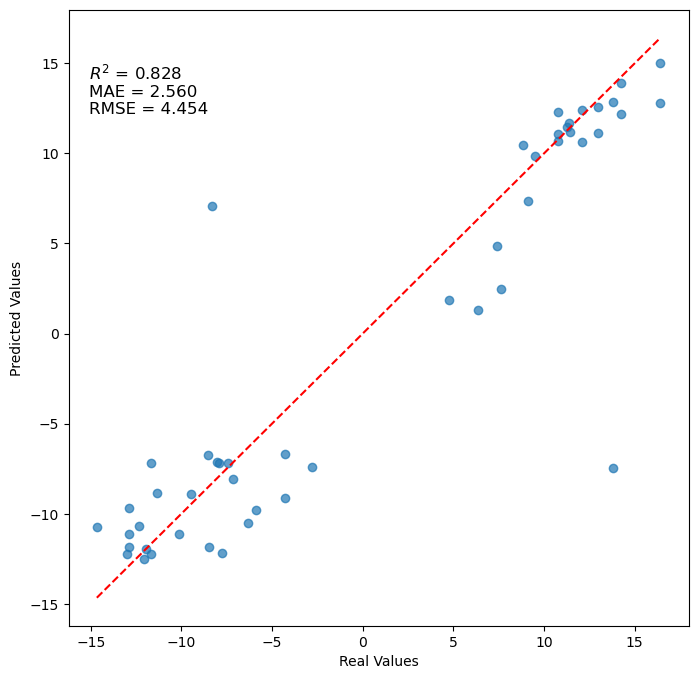 R² = 0.828
MAE = 2.560
RMSE = 4.454
15
10
5
0
−5
−10
−15
Predicted Values
−15 −10 −5 0 5 10 15
Real Values